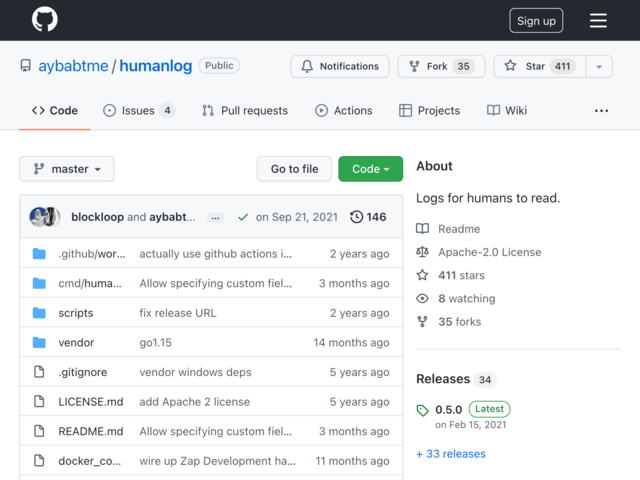 Sign up
aybabtme / humanlog Public
Notifications Fork 35 Star 411
Code Issues 4 Pull requests Actions Projects Wiki ...
master Go to file Code
blockloop and aybabt... ... on Sep 21, 2021 146
.github/wor... actually use github actions i... 2 years ago
cmd/huma... Allow specifying custom fiel... 3 months ago
scripts fix release URL 2 years ago
vendor go1.15 14 months ago
.gitignore vendor windows deps 5 years ago
LICENSE.md add Apache 2 license 5 years ago
README.md Allow specifying custom fiel... 3 months ago
docker_co... wire up Zap Development ha... 11 months ago
About
Logs for humans to read.
Readme
Apache-2.0 License
411 stars
8 watching
35 forks
Releases 34
0.5.0 Latest
on Feb 15, 2021
+ 33 releases